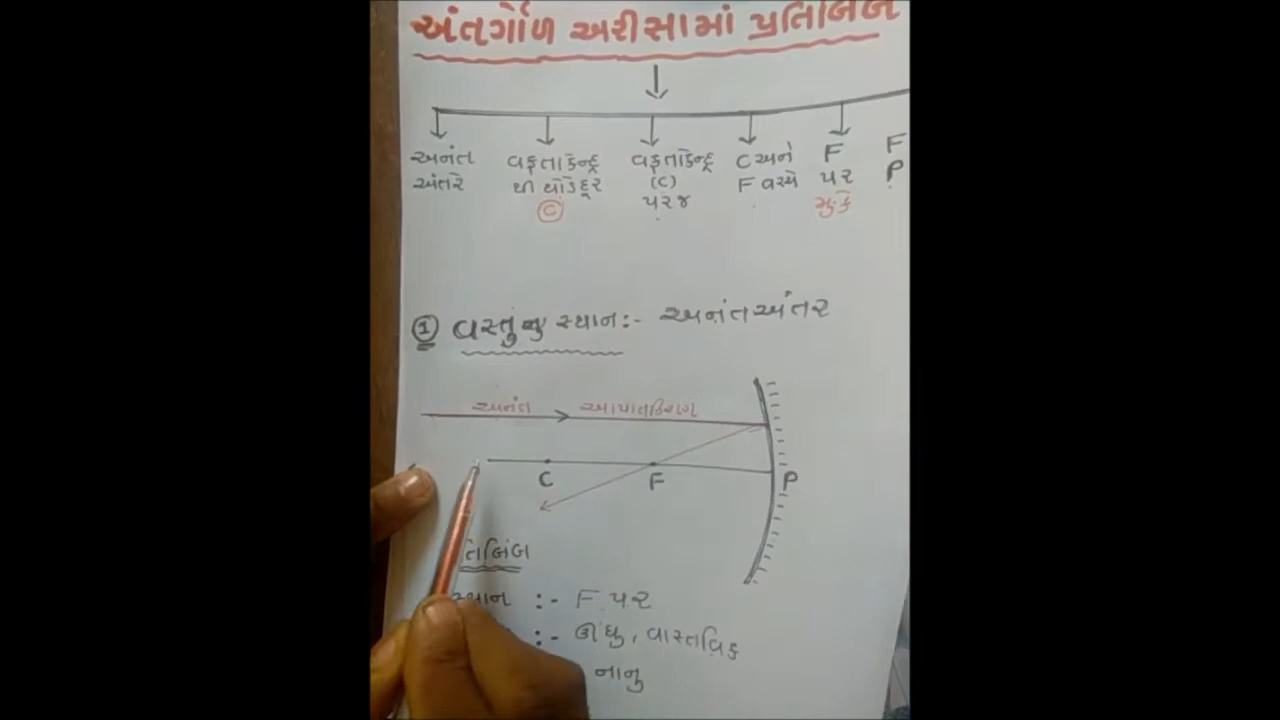 અંતર્ગોળ અરીસામાં પ્રતિબિંબ
અનંત અંતરે
વક્રતાકેન્દ્ર થી થોડેદૂર C
વક્રતાકેન્દ્ર (C) પર જ
C અને F વચ્ચે
F પર મુકે
F P
1 વસ્તુનુ સ્થાન :- અનંત અંતર
અનંત આપાતકિરણ
C F P
તિબિંબ
સ્થાન :- F પર
:- ઊંધુ, વાસ્તવિક
નાનુ